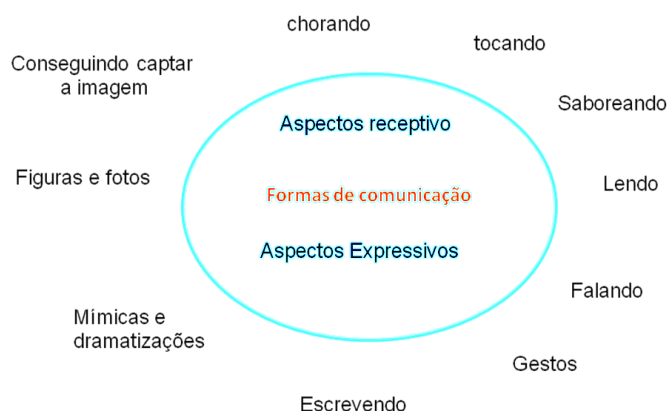 chorando
tocando
Conseguindo captar
a imagem
Saboreando
Aspectos receptivo
Figuras e fotos
Lendo
Formas de comunicação
Aspectos Expressivos
Falando
Mímicas e
dramatizações
Gestos
Escrevendo